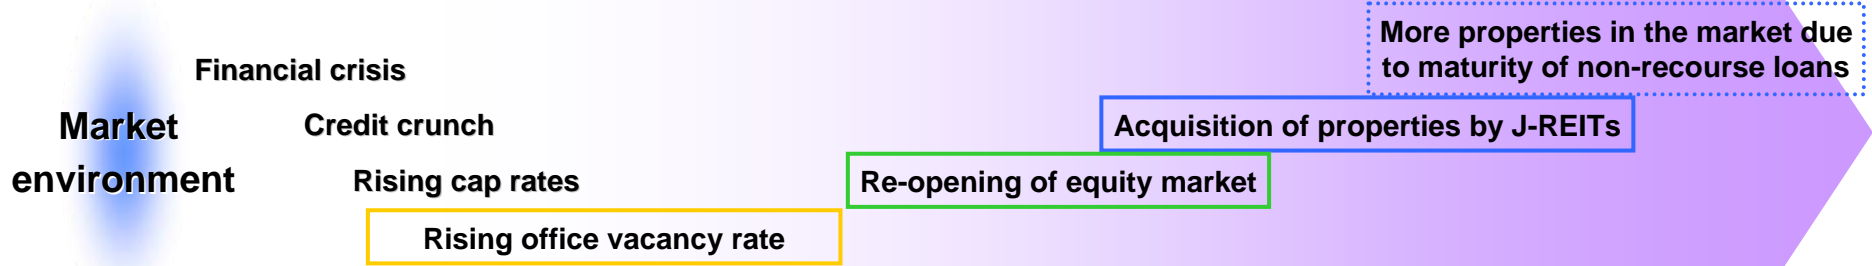 More properties in the market due
to maturity of non-recourse loans
Financial crisis
Market
environment
Credit crunch
Acquisition of properties by J-REITs
Rising cap rates
Re-opening of equity market
Rising office vacancy rate